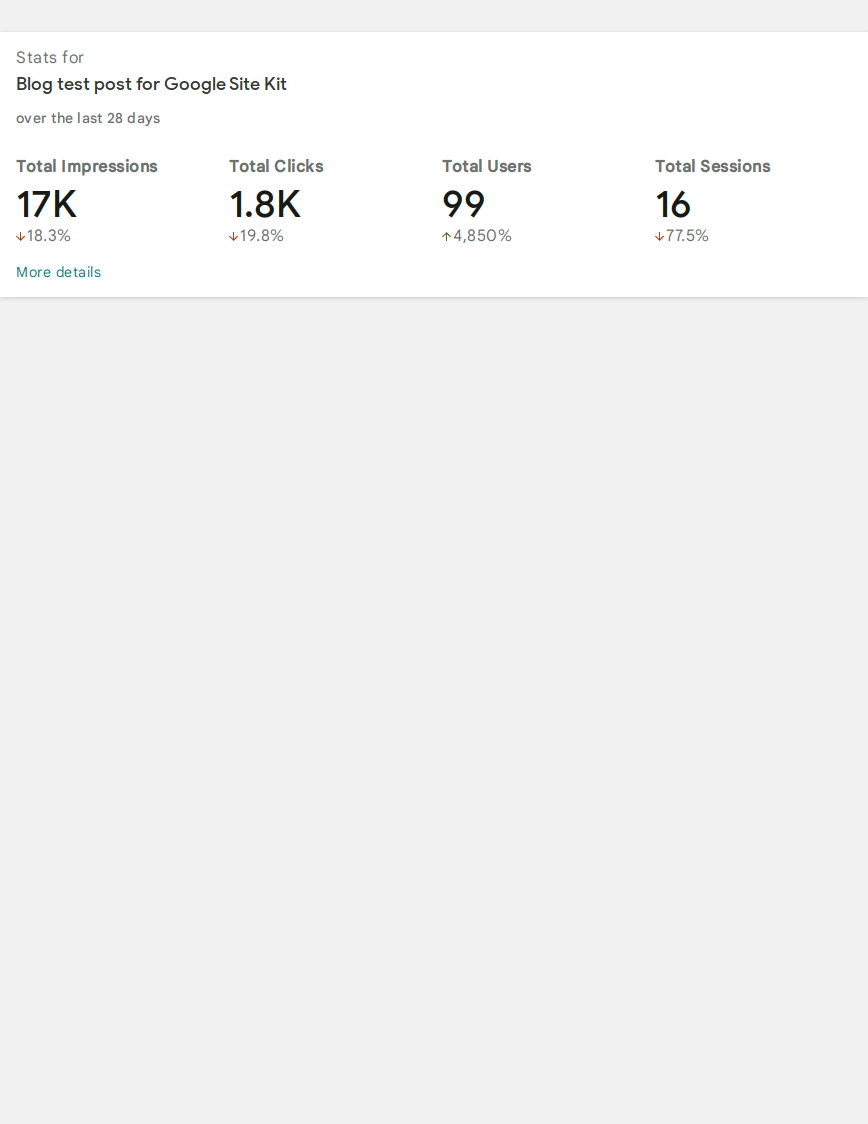 Stats for
Blog test post for Google Site Kit
over the last 28 days
Total Impressions
17K
↓18.3%
Total Clicks
1.8K
↓19.8%
Total Users
99
↑4,850%
Total Sessions
16
↓77.5%
More details